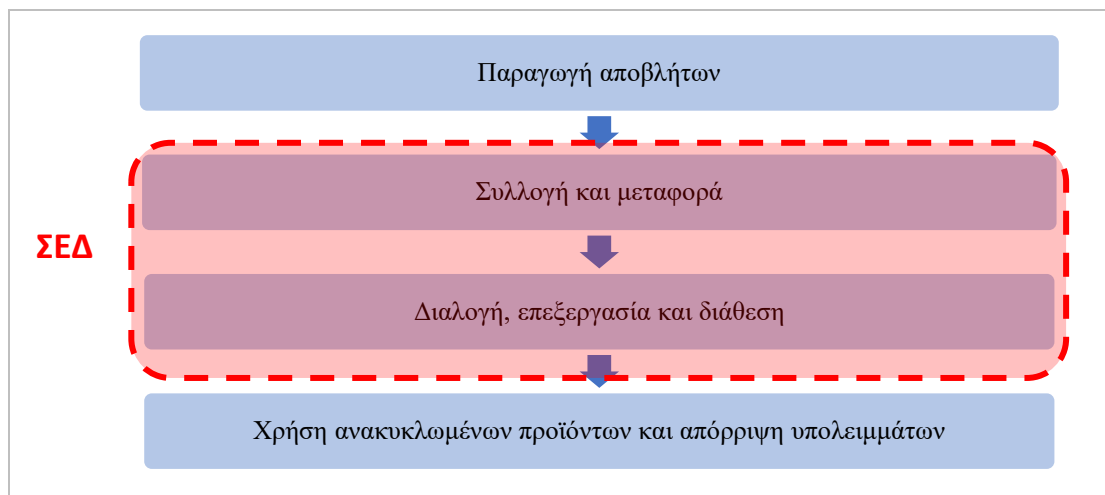 Παραγωγή αποβλήτων
Συλλογή και μεταφορά
ΣΕΔ
Διαλογή, επεξεργασία και διάθεση
Χρήση ανακυκλωμένων προϊόντων και απόρριψη υπολειμμάτων